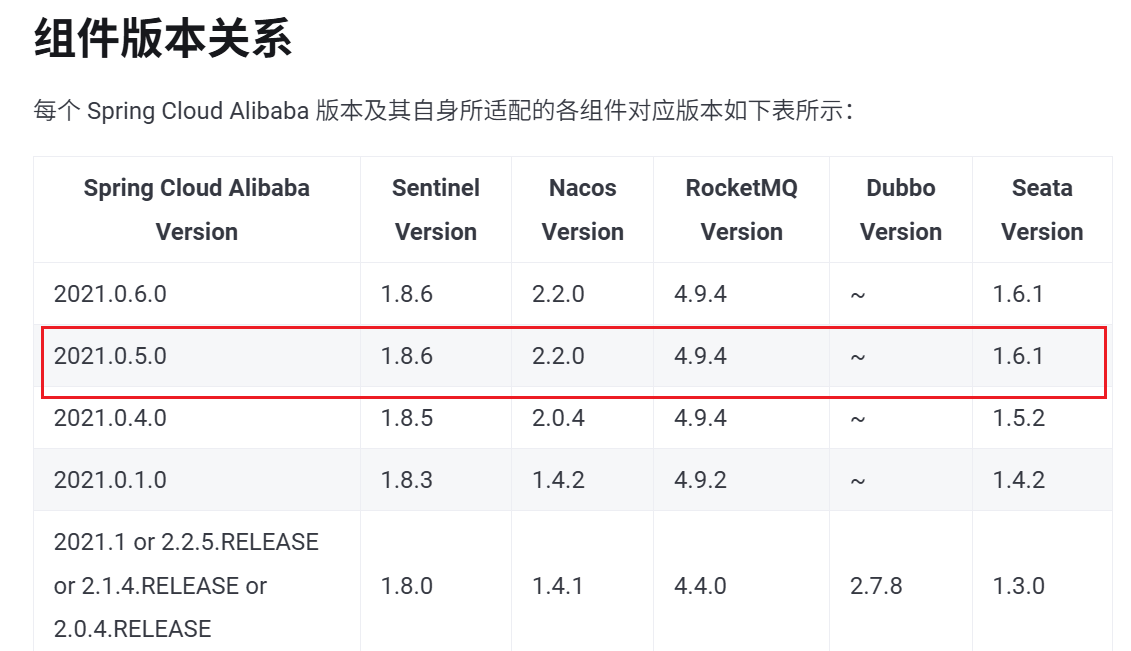 组件版本关系
每个 Spring Cloud Alibaba 版本及其自身所适配的各组件对应版本如下表所示：
Spring Cloud Alibaba Version Sentinel Version Nacos Version RocketMQ Version Dubbo Version Seata Version
2021.0.6.0 1.8.6 2.2.0 4.9.4 ~ 1.6.1
2021.0.5.0 1.8.6 2.2.0 4.9.4 ~ 1.6.1
2021.0.4.0 1.8.5 2.0.4 4.9.4 ~ 1.5.2
2021.0.1.0 1.8.3 1.4.2 4.9.2 ~ 1.4.2
2021.1 or 2.2.5.RELEASE
or 2.1.4.RELEASE or
2.0.4.RELEASE
1.8.0 1.4.1 4.4.0 2.7.8 1.3.0